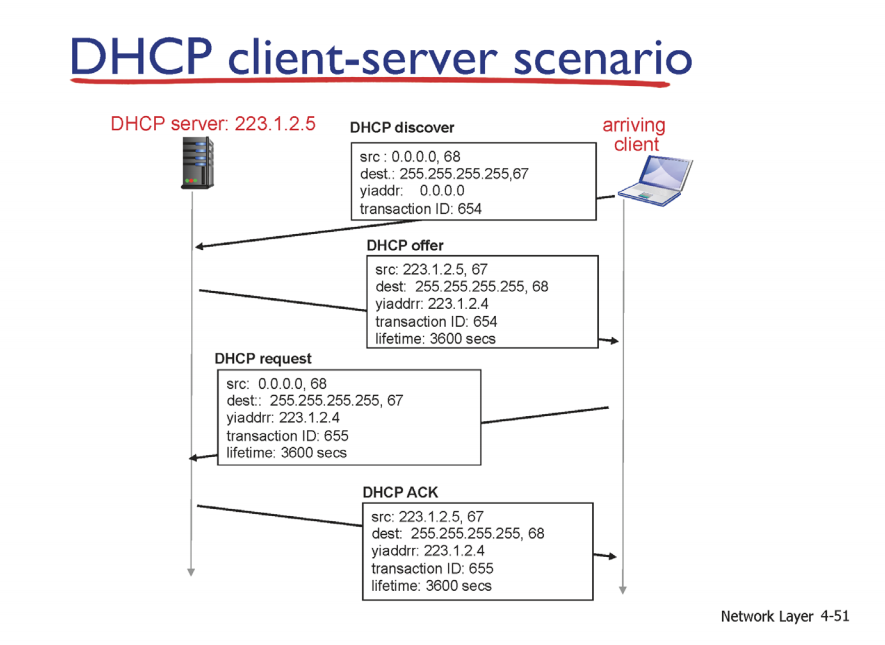 DHCP client-server scenario
DHCP server: 223.1.2.5
DHCP discover
arriving
client
src : 0.0.0.0, 68
dest.: 255.255.255.255,67
yiaddr:    0.0.0.0
transaction ID: 654
DHCP offer
src: 223.1.2.5, 67
dest:  255.255.255.255, 68
yiaddrr: 223.1.2.4
transaction ID: 654
lifetime: 3600 secs
DHCP request
src:  0.0.0.0, 68
dest::  255.255.255.255, 67
yiaddrr: 223.1.2.4
transaction ID: 655
lifetime: 3600 secs
DHCP ACK
src: 223.1.2.5, 67
dest:  255.255.255.255, 68
yiaddrr: 223.1.2.4
transaction ID: 655
lifetime: 3600 secs
Network Layer 4-51